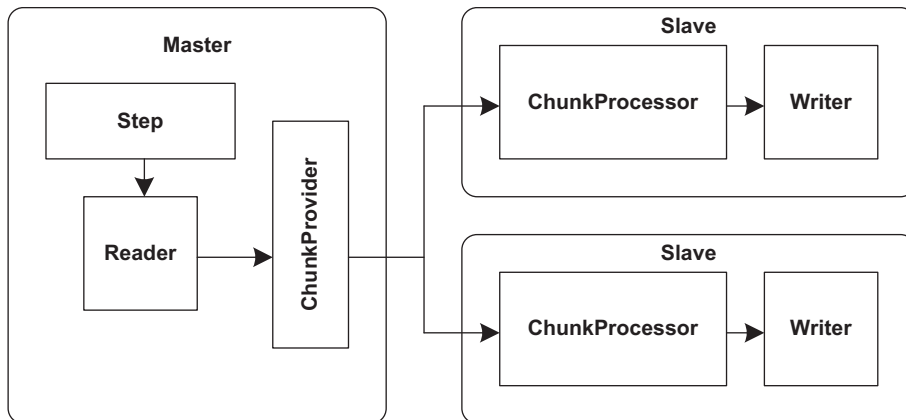 Master
Step
Reader
ChunkProvider
Slave
ChunkProcessor
Writer
Slave
ChunkProcessor
Writer